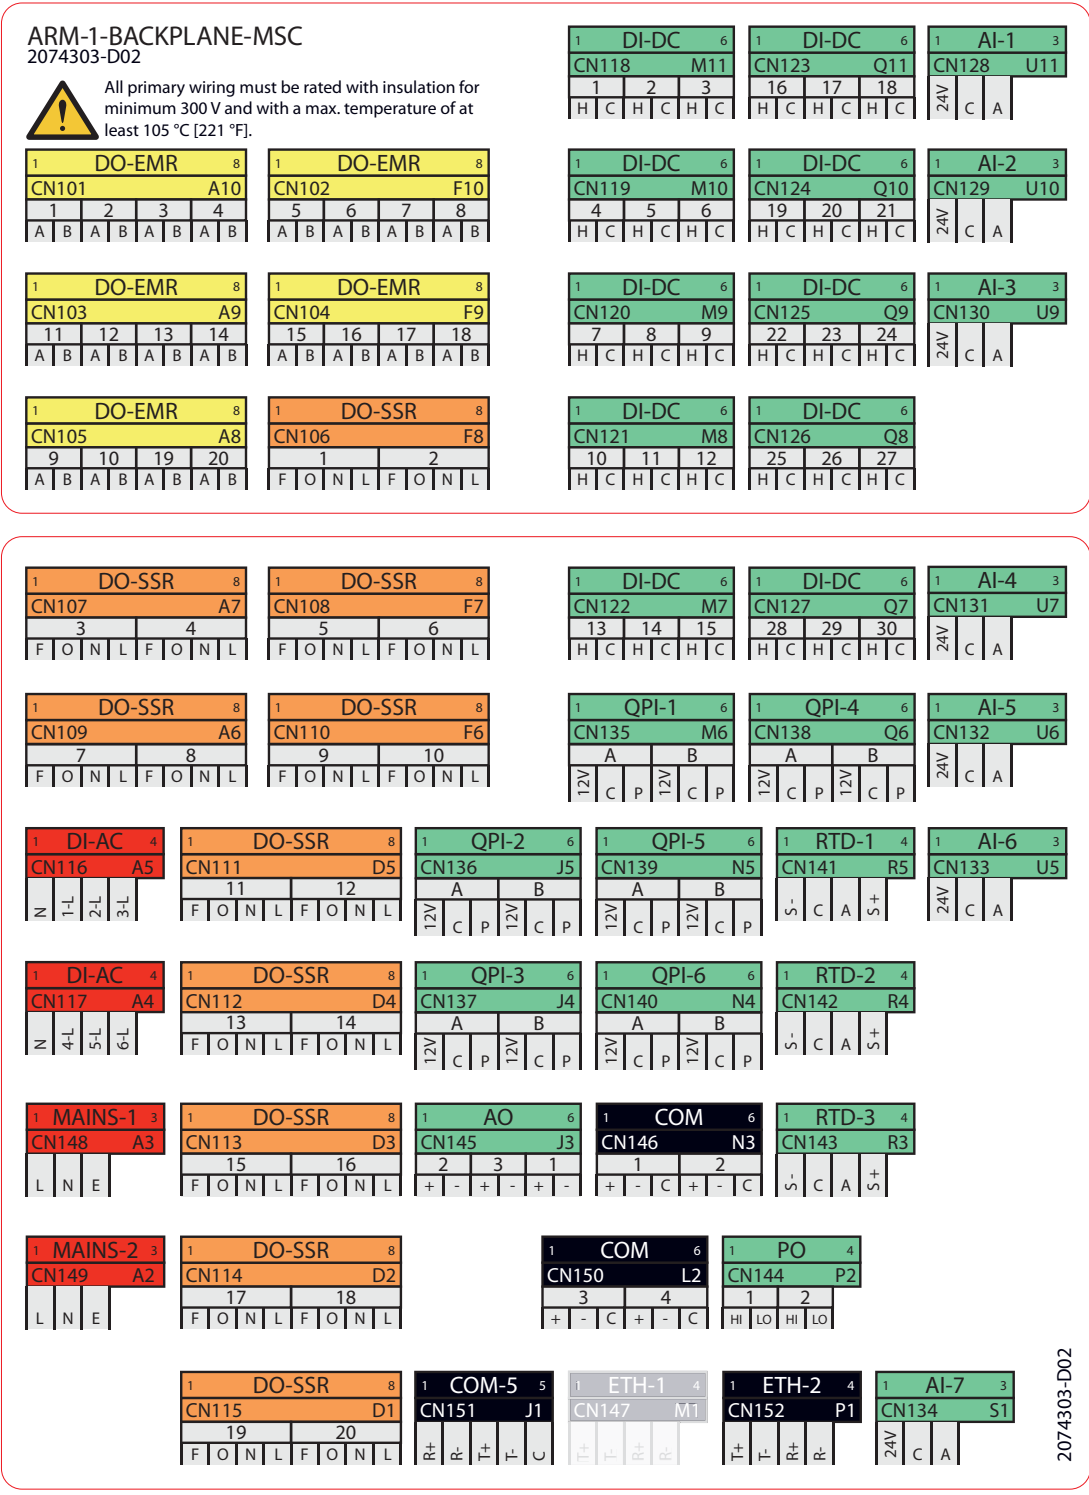 ARM-1-BACKPLANE-MSC
2074303-D02
All primary wiring must be rated with insulation for
minimum 300 V and with a max. temperature of at
least 105 °C [221 °F].
1 DI-DC 6
CN118 M11
1 2 3
H C H C H C
1 DI-DC 6
CN123 Q11
16 17 18
H C H C H C
1 AI-1 3
CN128 U11
24V C A
1 DO-EMR 8
CN101 A10
1 2 3 4
A B A B A B A B
1 DO-EMR 8
CN102 F10
5 6 7 8
A B A B A B A B
1 DI-DC 6
CN119 M10
4 5 6
H C H C H C
1 DI-DC 6
CN124 Q10
19 20 21
H C H C H C
1 AI-2 3
CN129 U10
24V C A
1 DO-EMR 8
CN103 A9
11 12 13 14
A B A B A B A B
1 DO-EMR 8
CN104 F9
15 16 17 18
A B A B A B A B
1 DI-DC 6
CN120 M9
7 8 9
H C H C H C
1 DI-DC 6
CN125 Q9
22 23 24
H C H C H C
1 AI-3 3
CN130 U9
24V C A
1 DO-EMR 8
CN105 A8
9 10 19 20
A B A B A B A B
1 DO-SSR 8
CN106 F8
1 2
F O N L F O N L
1 DI-DC 6
CN121 M8
10 11 12
H C H C H C
1 DI-DC 6
CN126 Q8
25 26 27
H C H C H C
1 DO-SSR 8
CN107 A7
3 4
F O N L F O N L
1 DO-SSR 8
CN108 F7
5 6
F O N L F O N L
1 DI-DC 6
CN122 M7
13 14 15
H C H C H C
1 DI-DC 6
CN127 Q7
28 29 30
H C H C H C
1 AI-4 3
CN131 U7
24V C A
1 DO-SSR 8
CN109 A6
7 8
F O N L F O N L
1 DO-SSR 8
CN110 F6
9 10
F O N L F O N L
1 QPI-1 6
CN135 M6
A B
12V C P 12V C P
1 QPI-4 6
CN138 Q6
A B
12V C P 12V C P
1 AI-5 3
CN132 U6
24V C A
1 DI-AC 4
CN116 A5
N 1-L 2-L 3-L
1 DO-SSR 8
CN111 D5
11 12
F O N L F O N L
1 QPI-2 6
CN136 J5
A B
12V C P 12V C P
1 QPI-5 6
CN139 N5
A B
12V C P 12V C P
1 RTD-1 4
CN141 R5
S- C A S+
1 AI-6 3
CN133 U5
24V C A
1 DI-AC 4
CN117 A4
N 4-L 5-L 6-L
1 DO-SSR 8
CN112 D4
13 14
F O N L F O N L
1 QPI-3 6
CN137 J4
A B
12V C P 12V C P
1 QPI-6 6
CN140 N4
A B
12V C P 12V C P
1 RTD-2 4
CN142 R4
S- C A S+
1 MAINS-1 3
CN148 A3
L N E
1 DO-SSR 8
CN113 D3
15 16
F O N L F O N L
1 AO 6
CN145 J3
2 3 1
+ - + - + -
1 COM 6
CN146 N3
1 2
+ - C + - C
1 RTD-3 4
CN143 R3
S- C A S+
1 MAINS-2 3
CN149 A2
L N E
1 DO-SSR 8
CN114 D2
17 18
F O N L F O N L
1 COM 6
CN150 L2
3 4
+ - C + - C
1 PO 4
CN144 P2
1 2
HI LO HI LO
1 DO-SSR 8
CN115 D1
19 20
F O N L F O N L
1 COM-5 5
CN151 J1
R+ R- T+ T- C
1 ETH-1 4
CN147 M1
T+ T- R+ R-
1 ETH-2 4
CN152 P1
T+ T- R+ R-
1 AI-7 3
CN134 S1
24V C A
2074303-D02